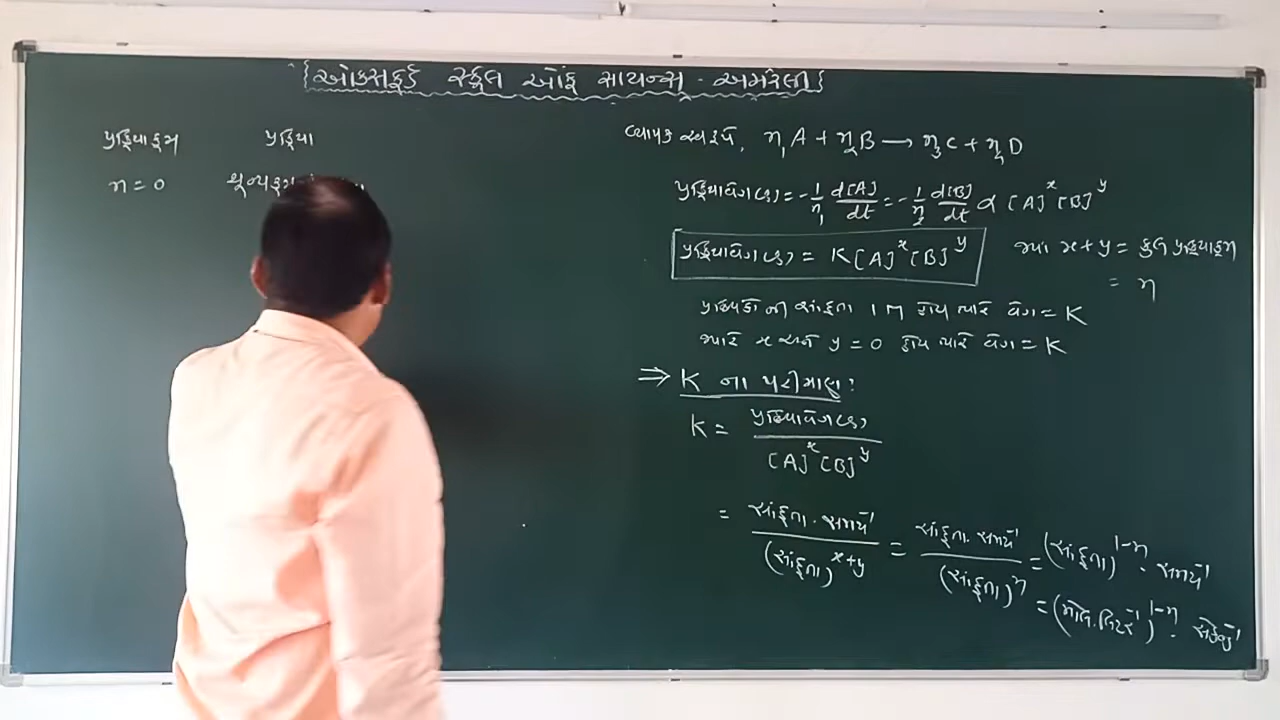 {ઓક્સફર્ડ સ્કૂલ ઓફ સાયન્સ - અમરેલી}
પ્રક્રિયાક્રમ પ્રક્રિયા
n = 0 શૂન્યક્રમ
વ્યાપક સ્વરૂપે, n₁A + n₂B ⟶ n₃C + n₄D
પ્રક્રિયાવેગ(r) = -1/n₁ d[A]/dt = -1/n₂ d[B]/dt α [A]^x [B]^y
પ્રક્રિયાવેગ(r) = K[A]^x [B]^y
જ્યાં x + y = કુલ પ્રક્રિયાક્રમ
= n
પ્રક્રિયકોની સાંદ્રતા 1 M હોય ત્યારે વેગ = K
જ્યારે x અને y = 0 હોય ત્યારે વેગ = K
⇒ K ના પરીમાણ :
K = પ્રક્રિયાવેગ(r) / [A]^x [B]^y
= સાંદ્રતા . સમય^-1 / (સાંદ્રતા)^x+y = સાંદ્રતા . સમય^-1 / (સાંદ્રતા)^n = (સાંદ્રતા)^1-n . સમય^-1
= (મોલ . લિટર^-1)^1-n . સેકન્ડ^-1